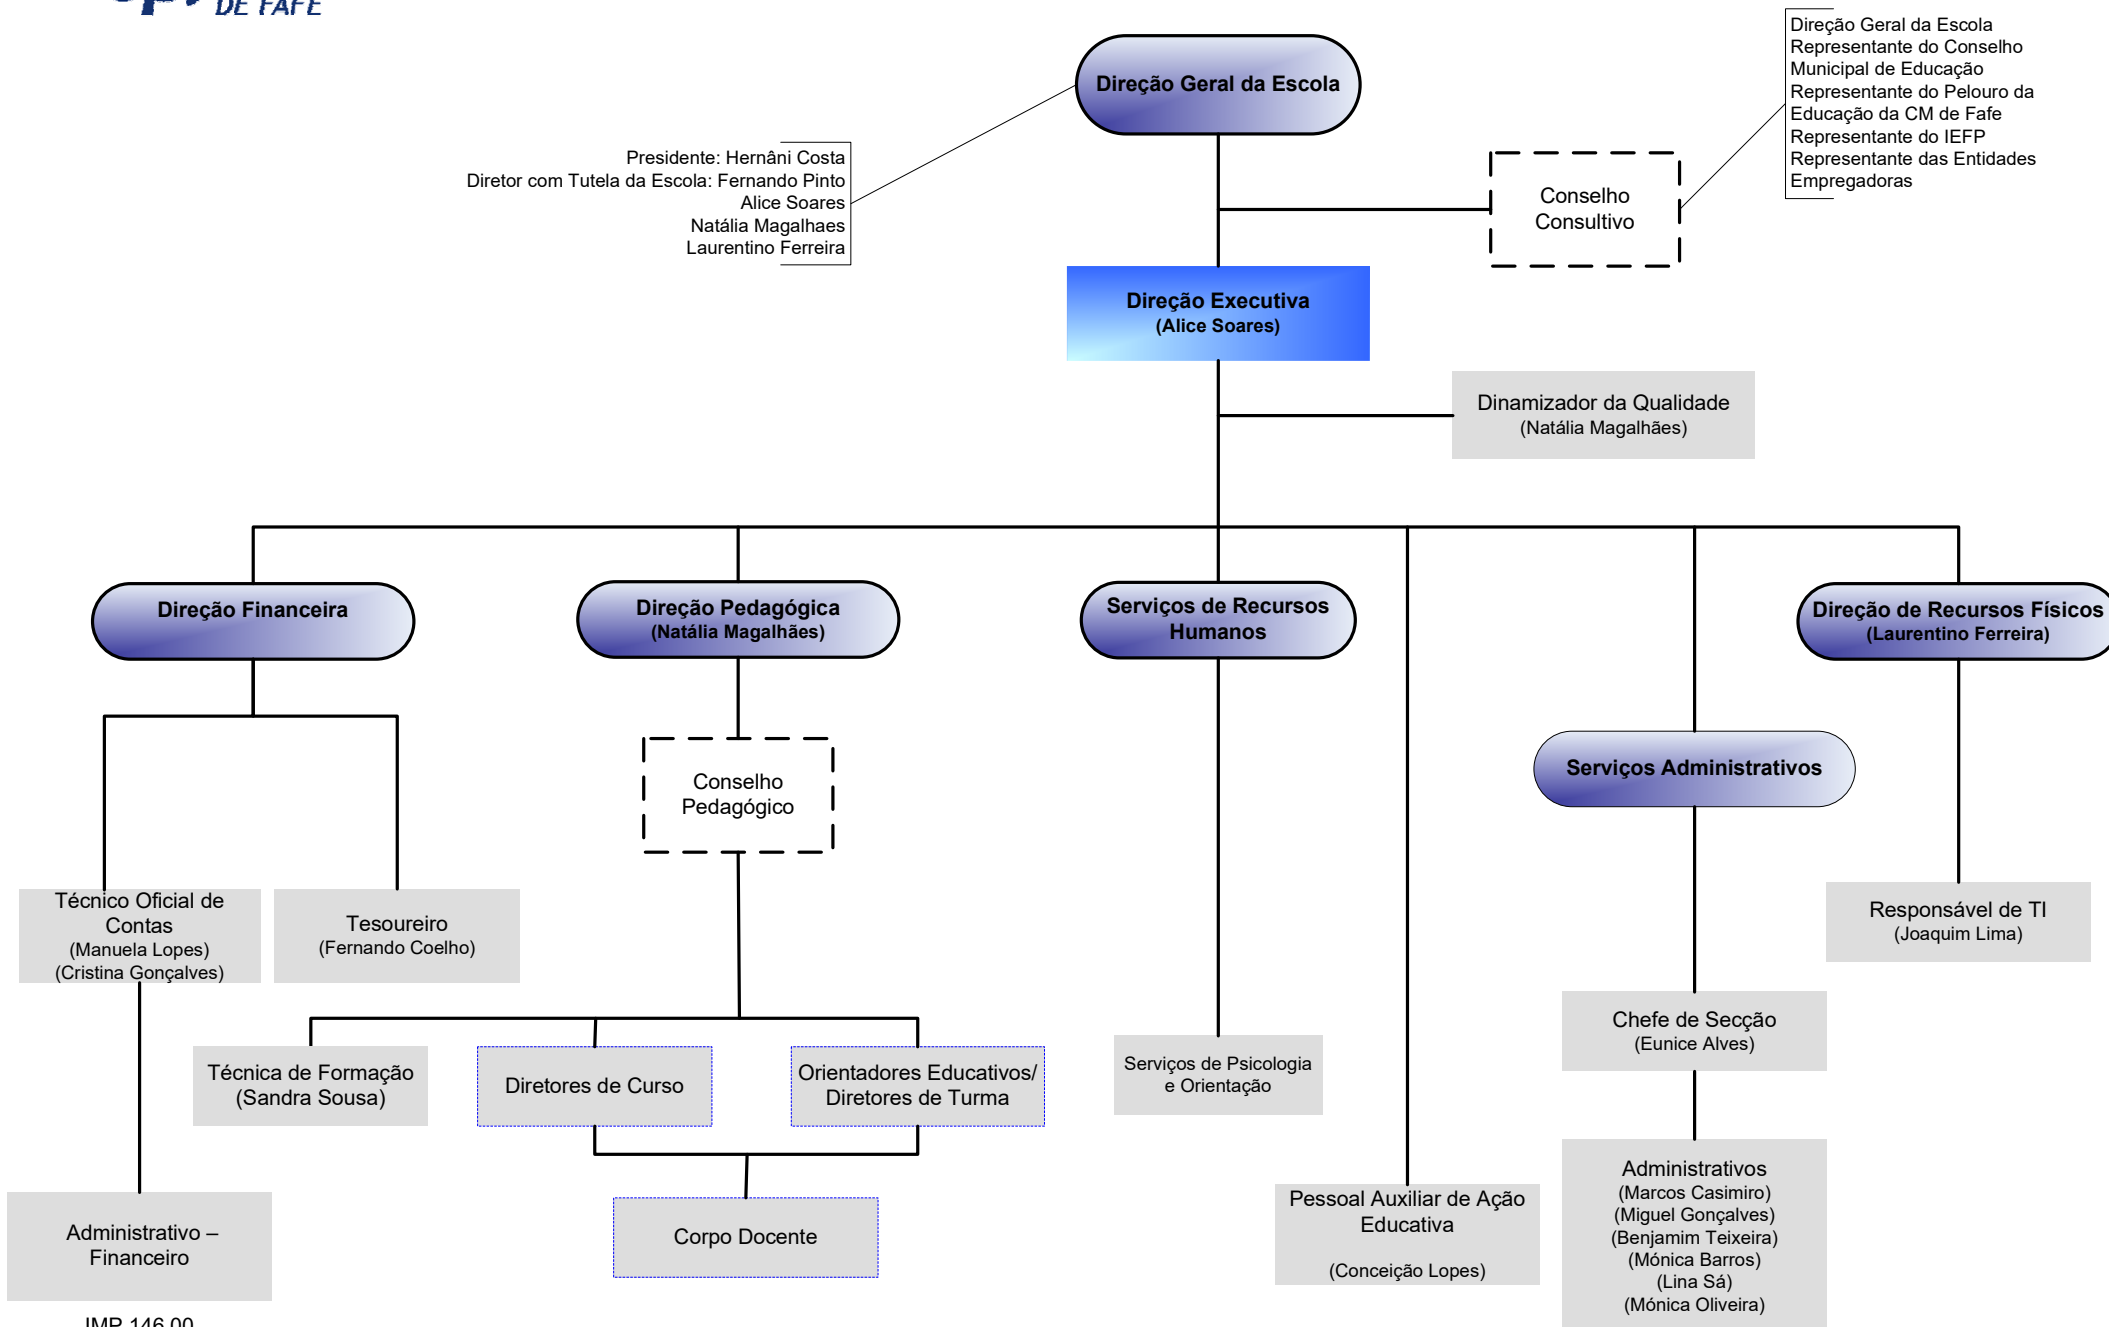 DE FAFE
Direção Geral da Escola
Representante do Conselho
Municipal de Educação
Representante do Pelouro da
Educação da CM de Fafe
Representante do IEFP
Representante das Entidades
Empregadoras
Direção Geral da Escola
Presidente: Hernâni Costa
Diretor com Tutela da Escola: Fernando Pinto
Alice Soares
Natália Magalhaes
Laurentino Ferreira
Conselho
Consultivo
Direção Executiva
(Alice Soares)
Dinamizador da Qualidade
(Natália Magalhães)
Direção Financeira
Direção Pedagógica
(Natália Magalhães)
Serviços de Recursos
Humanos
Direção de Recursos Físicos
(Laurentino Ferreira)
Conselho
Pedagógico
Serviços Administrativos
Técnico Oficial de
Contas
(Manuela Lopes)
(Cristina Gonçalves)
Tesoureiro
(Fernando Coelho)
Responsável de TI
(Joaquim Lima)
Chefe de Secção
(Eunice Alves)
Técnica de Formação
(Sandra Sousa)
Diretores de Curso
Orientadores Educativos/
Diretores de Turma
Serviços de Psicologia
e Orientação
Administrativo –
Financeiro
Corpo Docente
Pessoal Auxiliar de Ação
Educativa
(Conceição Lopes)
Administrativos
(Marcos Casimiro)
(Miguel Gonçalves)
(Benjamim Teixeira)
(Mónica Barros)
(Lina Sá)
(Mónica Oliveira)
IMP 146.00